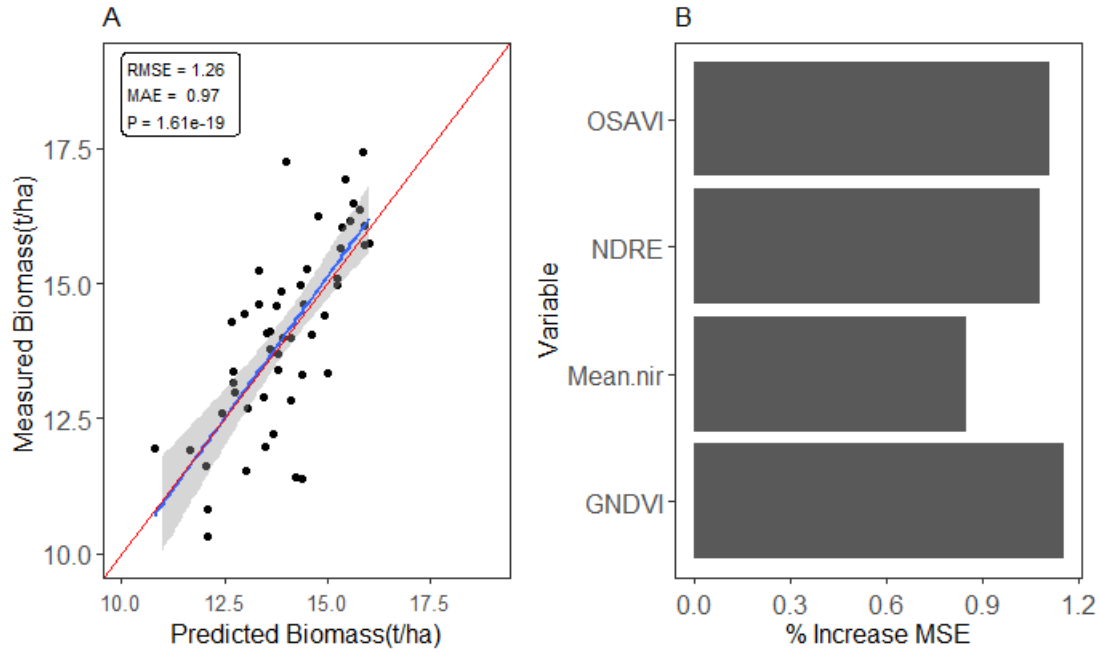 A
RMSE = 1.26
MAE = 0.97
P = 1.61e-19
Measured Biomass(t/ha)
17.5
15.0
12.5
10.0
10.0 12.5 15.0 17.5
Predicted Biomass(t/ha)
B
Variable
OSAVI
NDRE
Mean.nir
GNDVI
0.0 0.3 0.6 0.9 1.2
% Increase MSE